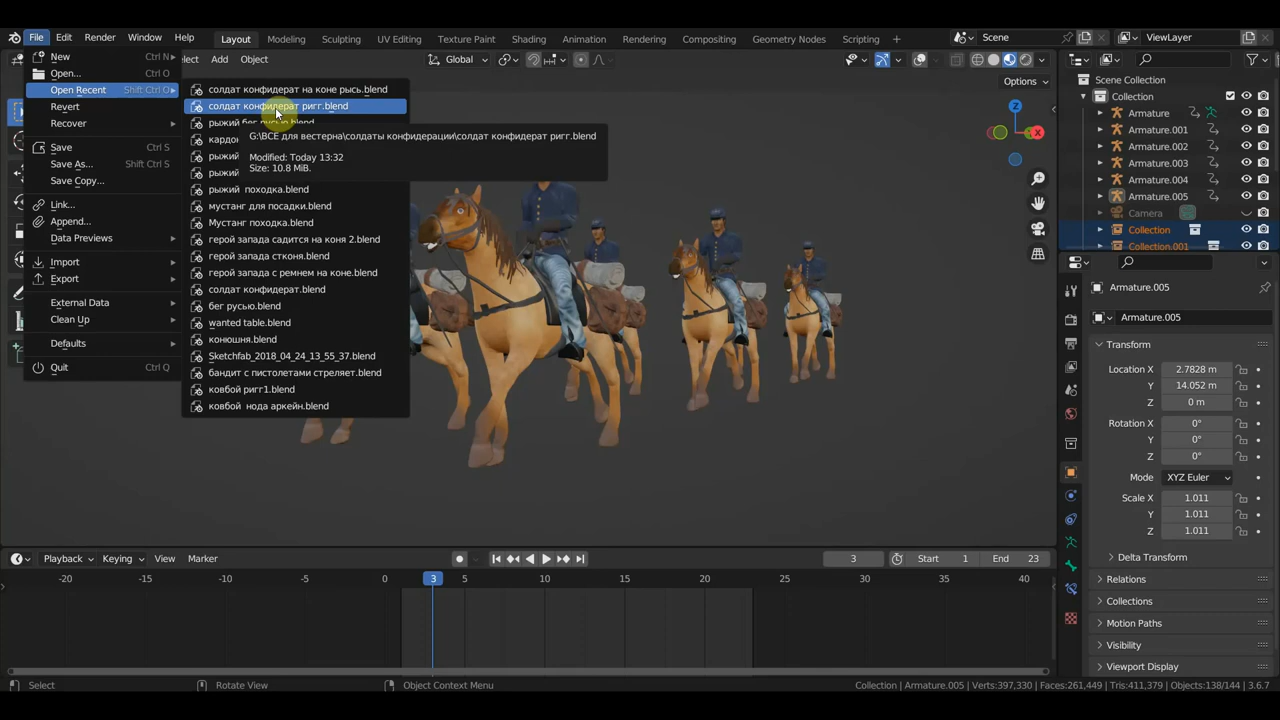 File Edit Render Window Help Layout Modeling Sculpting UV Editing Texture Paint Shading Animation Rendering Compositing Geometry Nodes Scripting Scene ViewLayer
New Ctrl N
Open... Ctrl O
Open Recent Shift Ctrl O
Revert
Recover
Save Ctrl S
Save As... Shift Ctrl S
Save Copy...
Link...
Append...
Data Previews
Import
Export
External Data
Clean Up
Defaults
Quit Ctrl Q
lect Add Object Global
Options
солдат конфидерат на коне рысь.blend
солдат конфидерат ригг.blend
рыжий бег русью.blend
кардо
рыжий
рыжий
рыжий походка.blend
мустанг для посадки.blend
Мустанг походка.blend
герой запада садится на коня 2.blend
герой запада стконя.blend
герой запада с ремнем на коне.blend
солдат конфидерат.blend
бег русью.blend
wanted table.blend
конюшня.blend
Sketchfab_2018_04_24_13_55_37.blend
бандит с пистолетами стреляет.blend
ковбой ригг1.blend
ковбой нода аркейн.blend
G:\ВСЕ для вестерна\солдаты конфидерации\солдат конфидерат ригг.blend
Modified: Today 13:32
Size: 10.8 MiB.
Z
X
Scene Collection
Collection
Armature
Armature.001
Armature.002
Armature.003
Armature.004
Armature.005
Camera
Collection
Collection.001
Armature.005
Armature.005
Transform
Location X 2.7828 m
Y 14.052 m
Z 0 m
Rotation X 0°
Y 0°
Z 0°
Mode XYZ Euler
Scale X 1.011
Y 1.011
Z 1.011
Delta Transform
Relations
Collections
Motion Paths
Visibility
Viewport Display
Playback Keying View Marker 3 Start 1 End 23
-20 -15 -10 -5 0 3 5 10 15 20 25 30 35 40
Select Rotate View Object Context Menu Collection | Armature.005 | Verts:397,330 | Faces:261,449 | Tris:411,379 | Objects:138/144 | 3.6.7